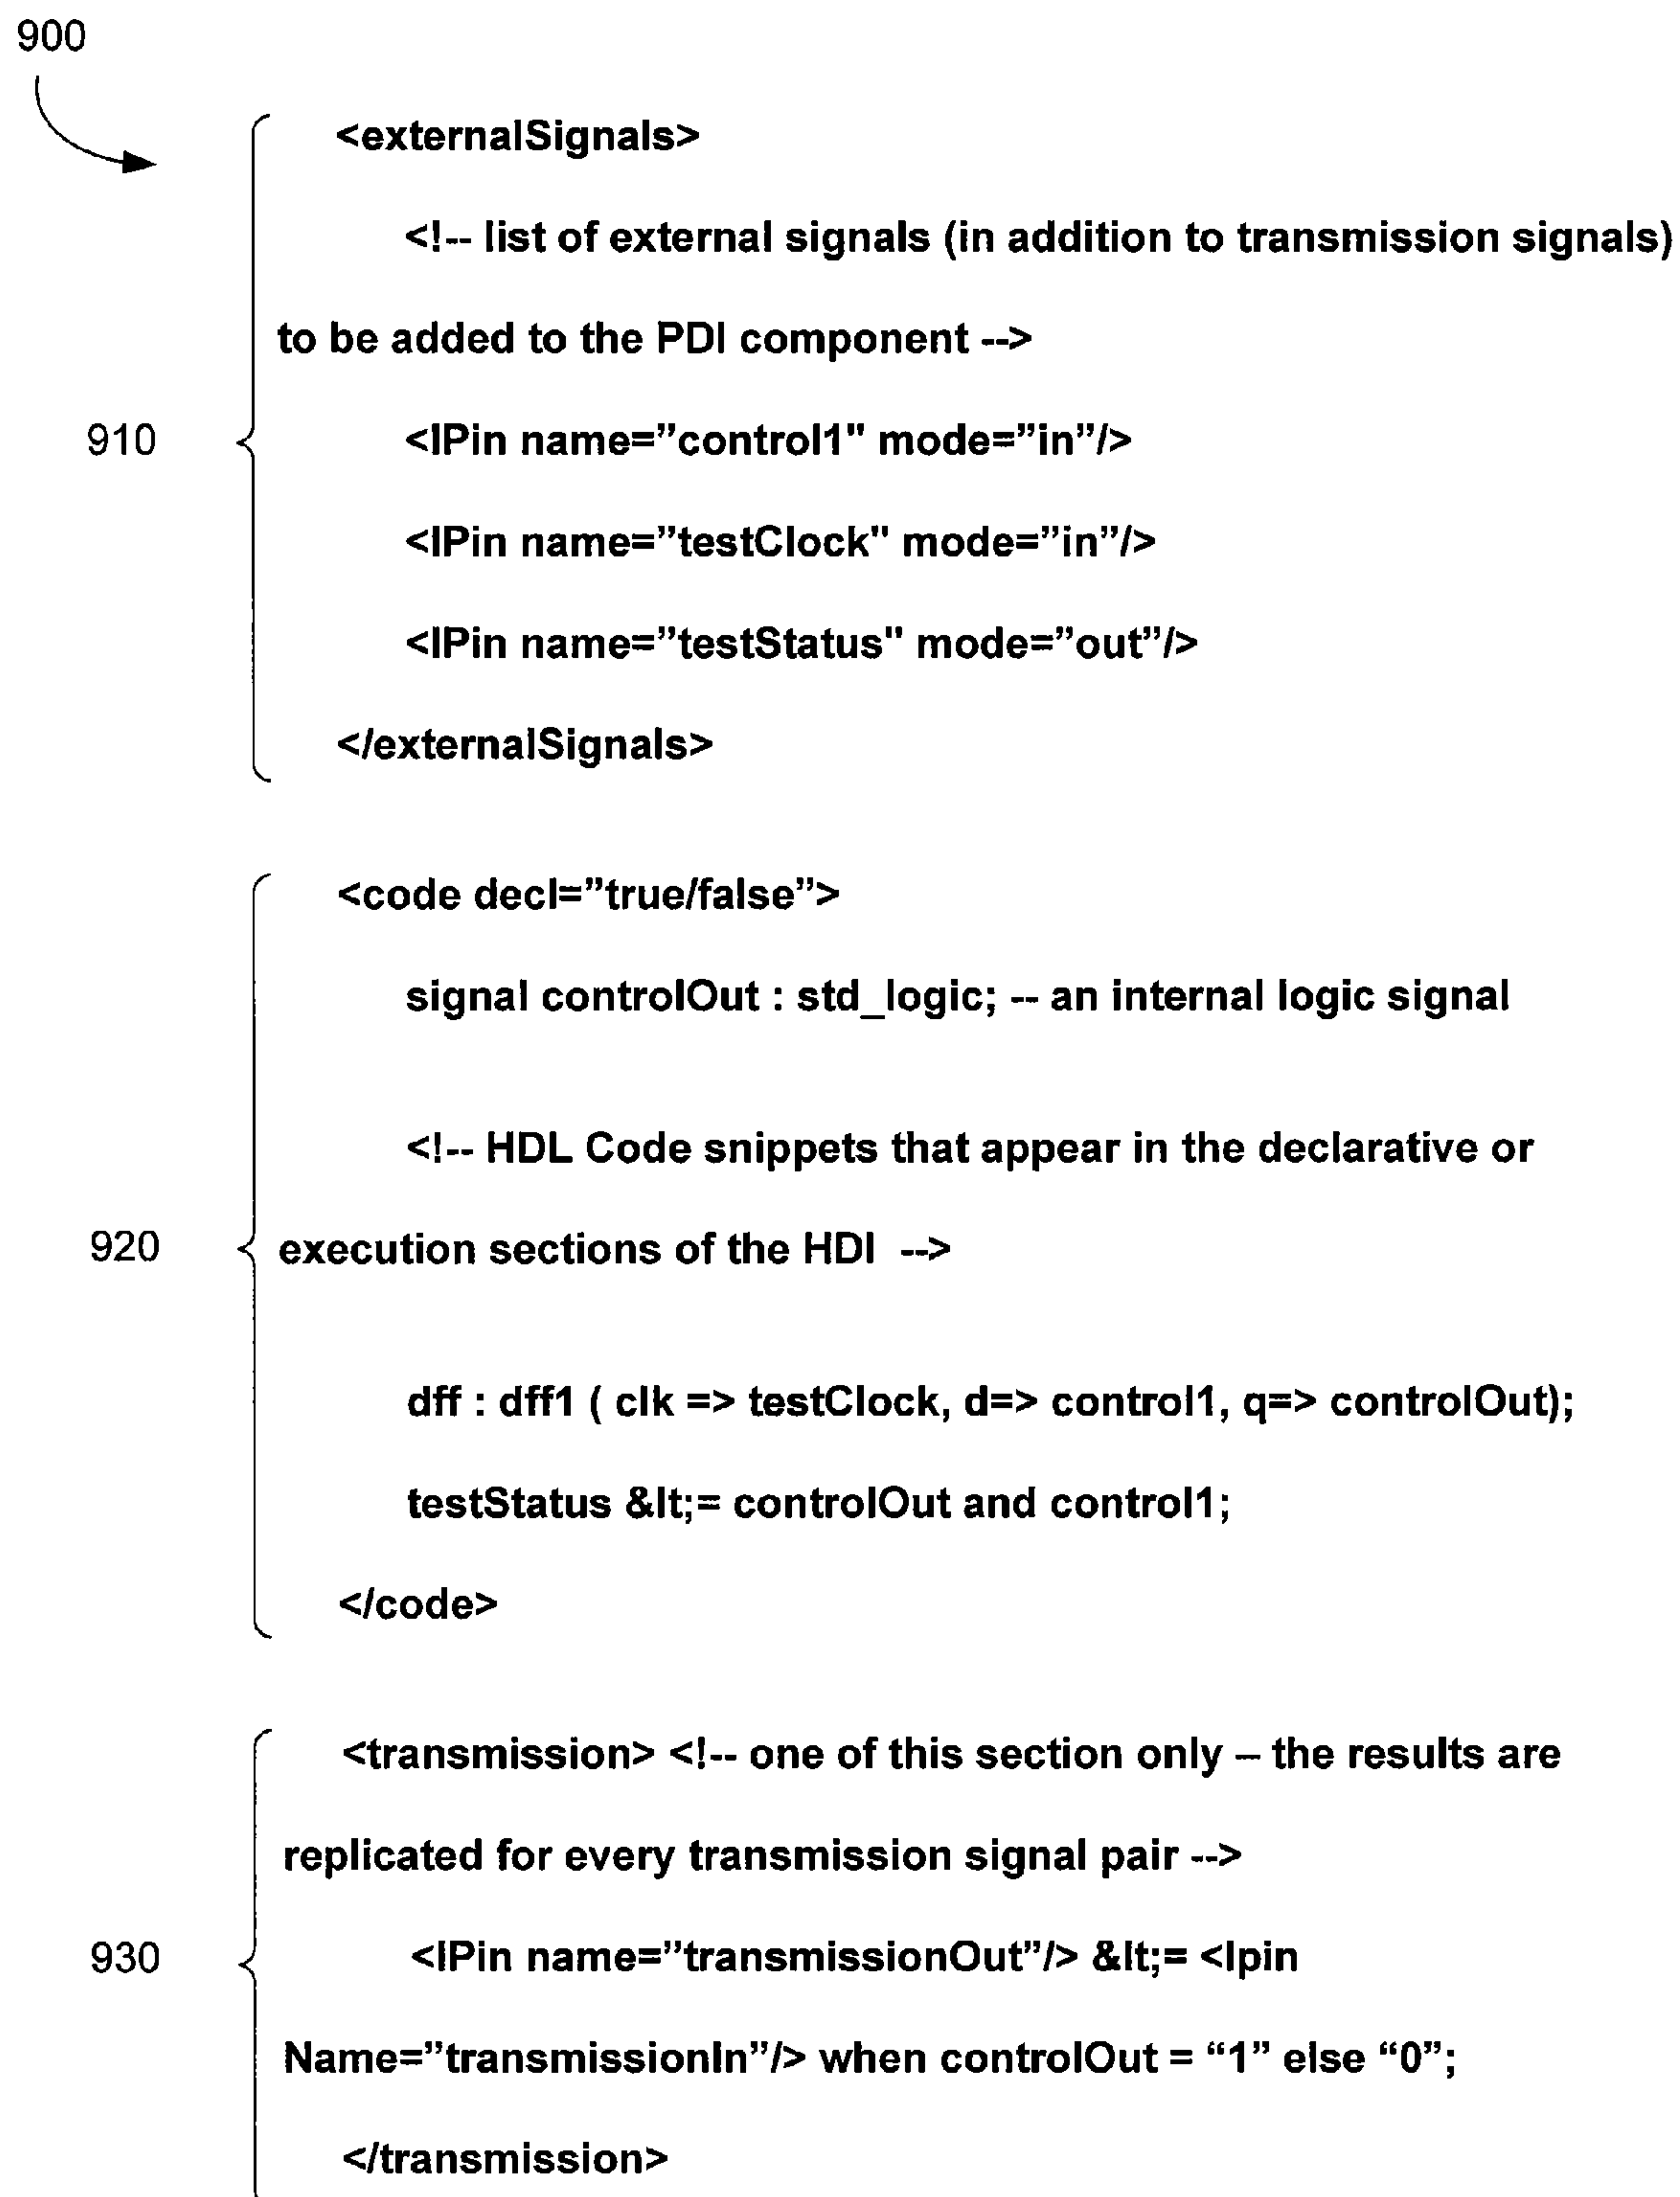 900
<externalSignals>
<!-- list of external signals (in addition to transmission signals)
to be added to the PDI component -->
910
<IPin name=”control1" mode=”in”/>
<IPin name=”testClock" mode=”in”/>
<IPin name=”testStatus" mode=”out”/>
</externalSignals>
<code decl=”true/false”>
signal controlOut : std_logic; -- an internal logic signal
<!-- HDL Code snippets that appear in the declarative or
920
execution sections of the HDI -->
dff : dff1 ( clk => testClock, d=> control1, q=> controlOut);
testStatus &lt;= controlOut and control1;
</code>
<transmission> <!-- one of this section only – the results are
replicated for every transmission signal pair -->
930
<IPin name=”transmissionOut”/> &lt;= <Ipin
Name=”transmissionIn”/> when controlOut = “1” else “0”;
</transmission>